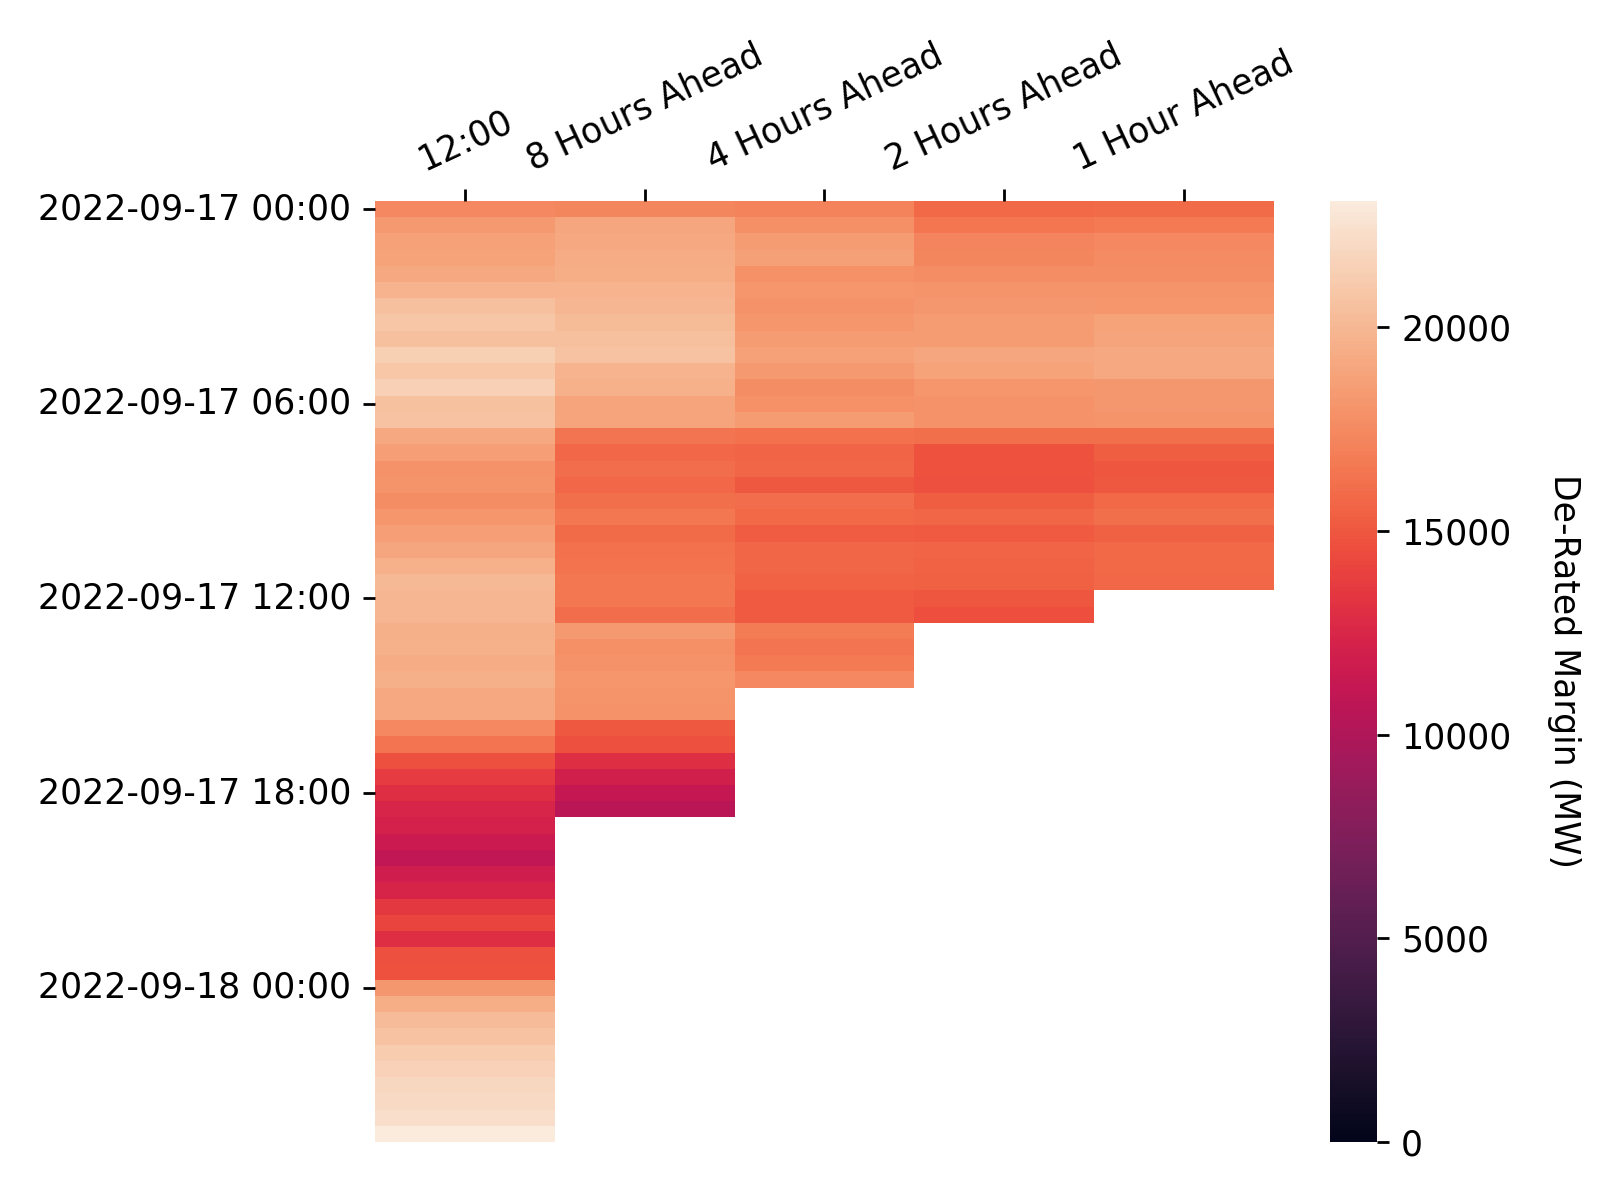 12:00
8 Hours Ahead
4 Hours Ahead
2 Hours Ahead
1 Hour Ahead
2022-09-17 00:00
2022-09-17 06:00
2022-09-17 12:00
2022-09-17 18:00
2022-09-18 00:00
20000
15000
10000
5000
0
De-Rated Margin (MW)